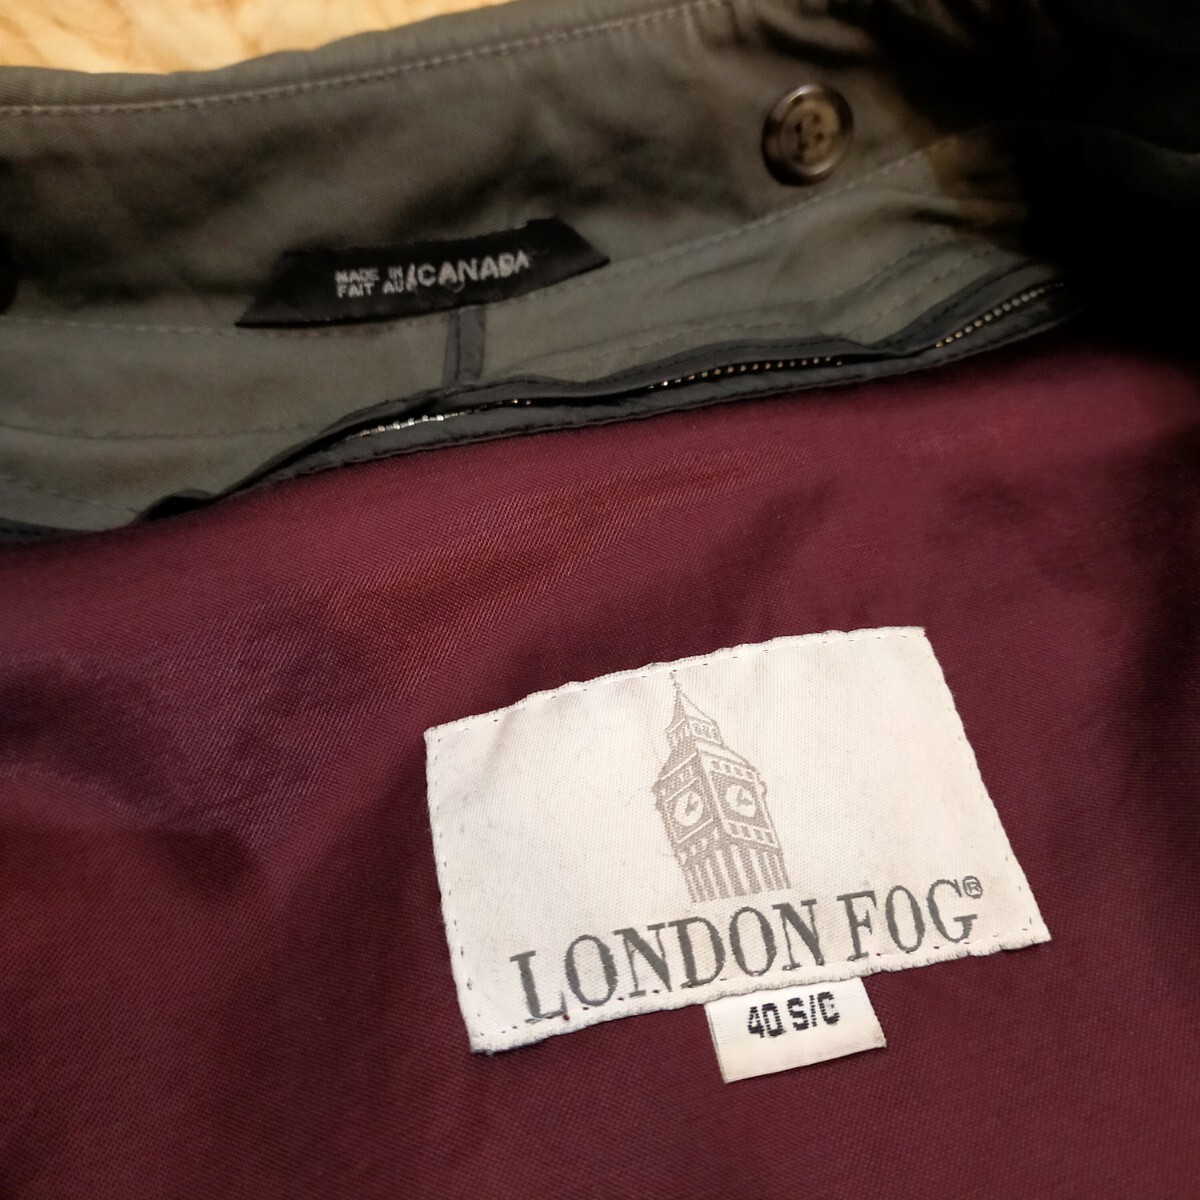 MADE IN
FAIT AU
/CANADA
LONDON FOG®
40 S/C